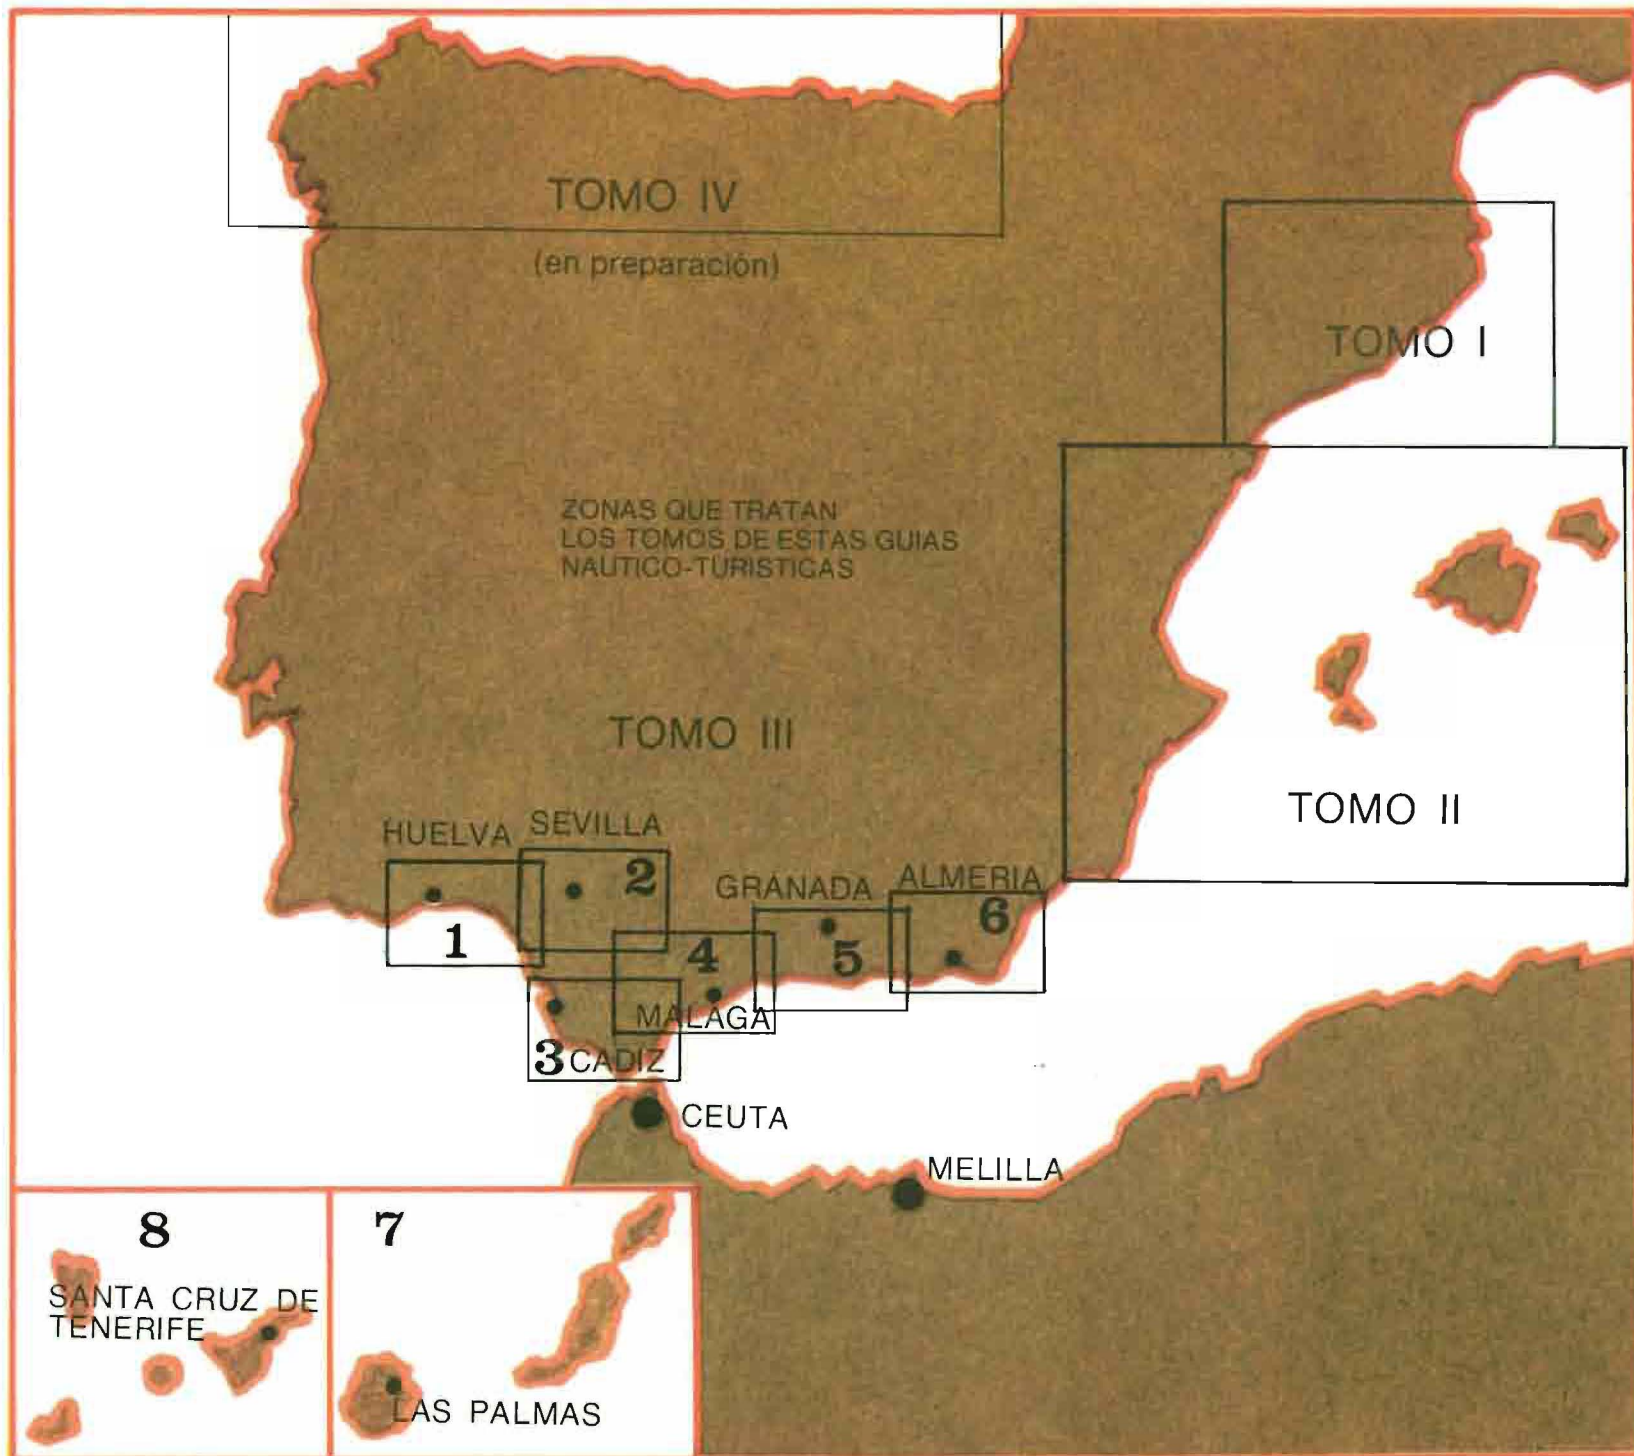 TOMO IV
(en preparación)
TOMO I
ZONAS QUE TRATAN
LOS TOMOS DE ESTAS GUIAS
NAUTICO-TURISTICAS
TOMO III
TOMO II
HUELVA
SEVILLA
GRANADA
ALMERIA
1
2
4
5
6
MALAGA
3 CADIZ
CEUTA
MELILLA
8
7
SANTA CRUZ DE
TENERIFE
LAS PALMAS